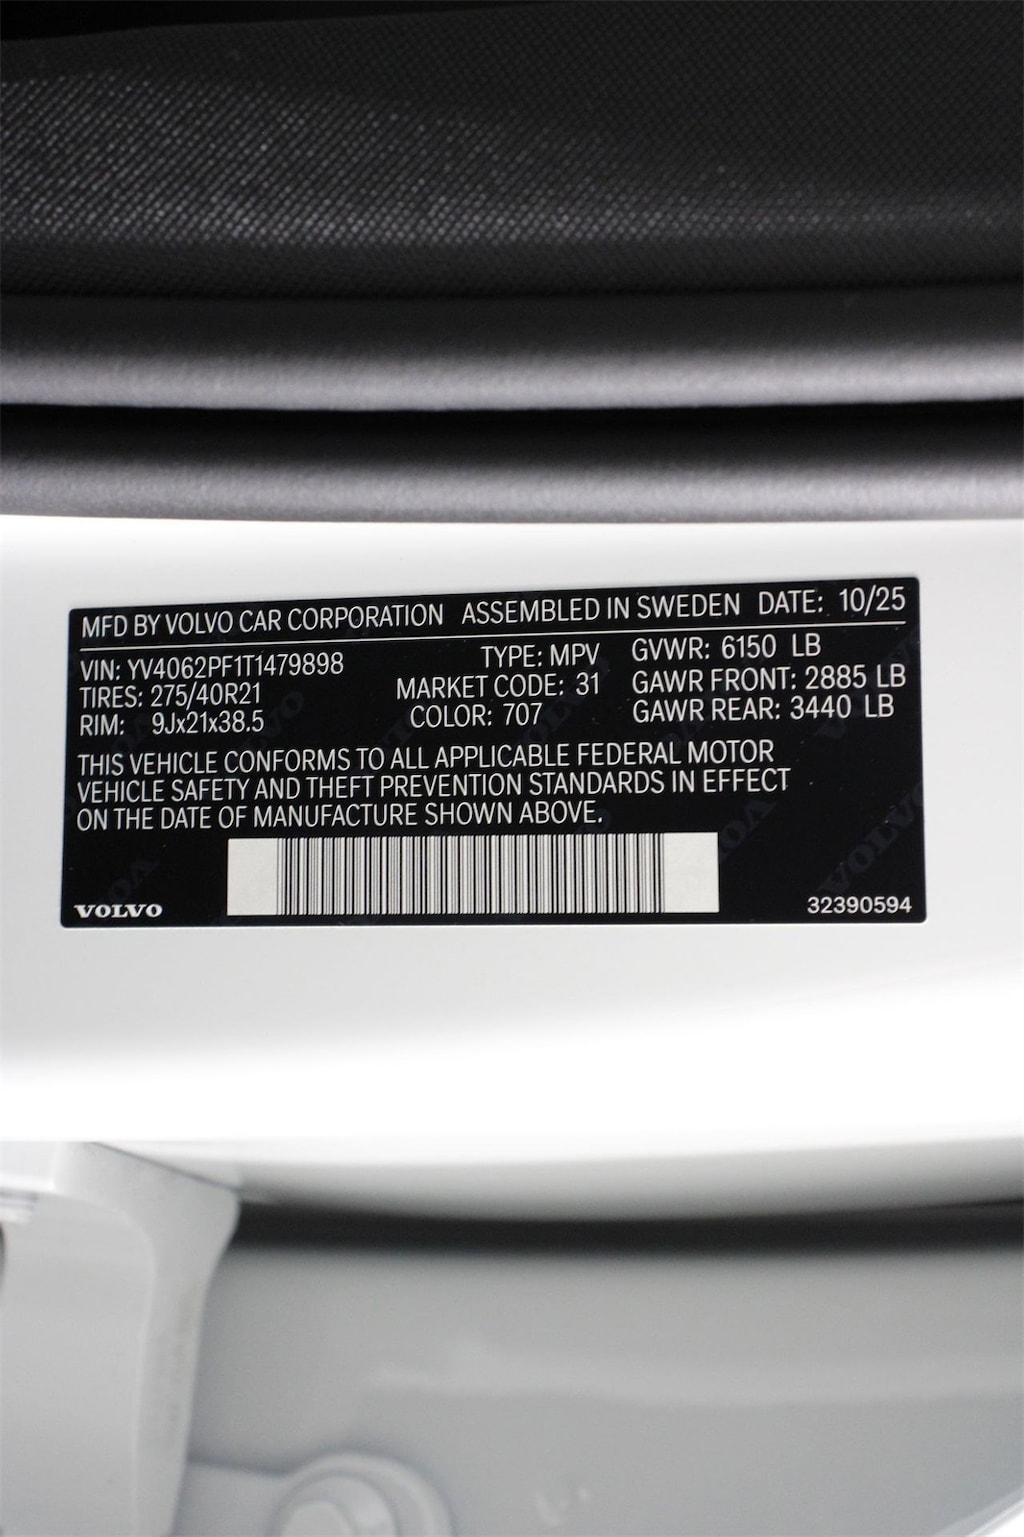 MFD BY VOLVO CAR CORPORATION ASSEMBLED IN SWEDEN DATE: 10/25
VIN: YV4062PF1T1479898 TYPE: MPV GVWR: 6150 LB
TIRES: 275/40R21 MARKET CODE: 31 GAWR FRONT: 2885 LB
RIM: 9Jx21x38.5 COLOR: 707 GAWR REAR: 3440 LB
THIS VEHICLE CONFORMS TO ALL APPLICABLE FEDERAL MOTOR
VEHICLE SAFETY AND THEFT PREVENTION STANDARDS IN EFFECT
ON THE DATE OF MANUFACTURE SHOWN ABOVE.
VOLVO 32390594